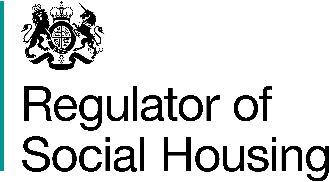 Regulator of
Social Housing